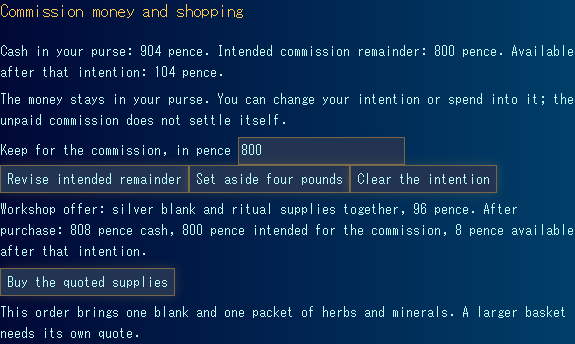 Commission money and shopping
Cash in your purse: 904 pence. Intended commission remainder: 800 pence. Available
after that intention: 104 pence.
The money stays in your purse. You can change your intention or spend into it; the
unpaid commission does not settle itself.
Keep for the commission, in pence 800
Revise intended remainder Set aside four pounds Clear the intention
Workshop offer: silver blank and ritual supplies together, 96 pence. After
purchase: 808 pence cash, 800 pence intended for the commission, 8 pence available
after that intention.
Buy the quoted supplies
This order brings one blank and one packet of herbs and minerals. A larger basket
needs its own quote.